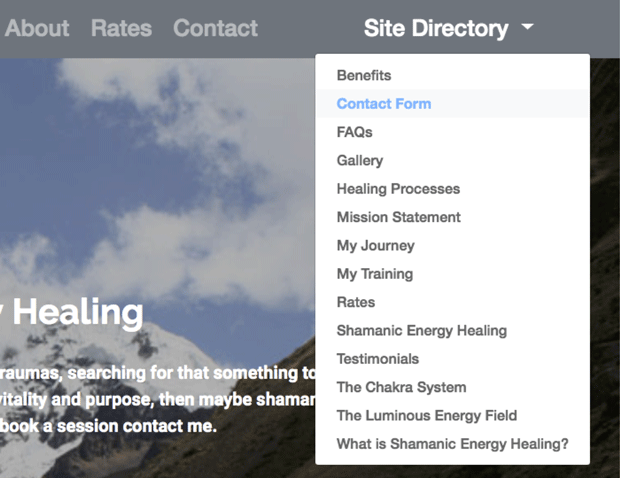 About Rates Contact Site Directory
Benefits
Contact Form
FAQs
Gallery
Healing Processes
Mission Statement
My Journey
My Training
Rates
Shamanic Energy Healing
Testimonials
The Chakra System
The Luminous Energy Field
What is Shamanic Energy Healing?
Healing
searching for that something to
vitality and purpose, then maybe
book a session contact me.